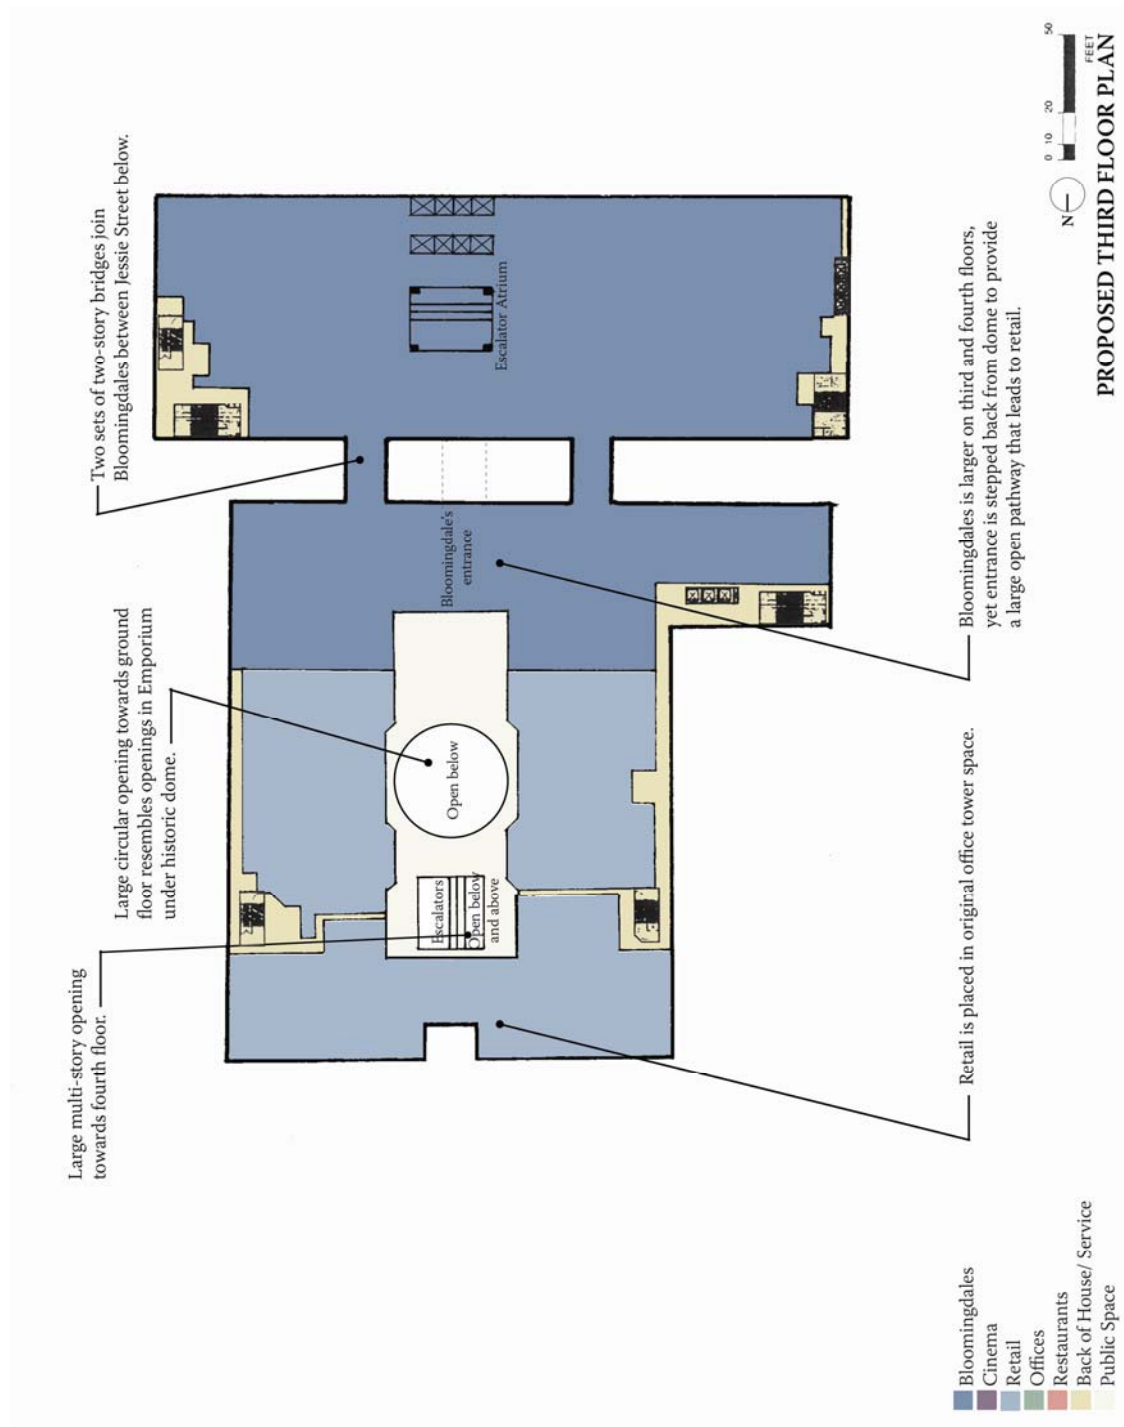 Two sets of two-story bridges join
Bloomingdales between Jessie Street below.
Large circular opening towards ground
floor resembles openings in Emporium
under historic dome.
Large multi-story opening
towards fourth floor.
Escalator Atrium
Bloomingdale's
entrance
Open below
Escalators
Open below
and above
Bloomingdales is larger on third and fourth floors,
yet entrance is stepped back from dome to provide
a large open pathway that leads to retail.
Retail is placed in original office tower space.
Bloomingdales
Cinema
Retail
Offices
Restaurants
Back of House/ Service
Public Space
N
0 10 20 50
FEET
PROPOSED THIRD FLOOR PLAN